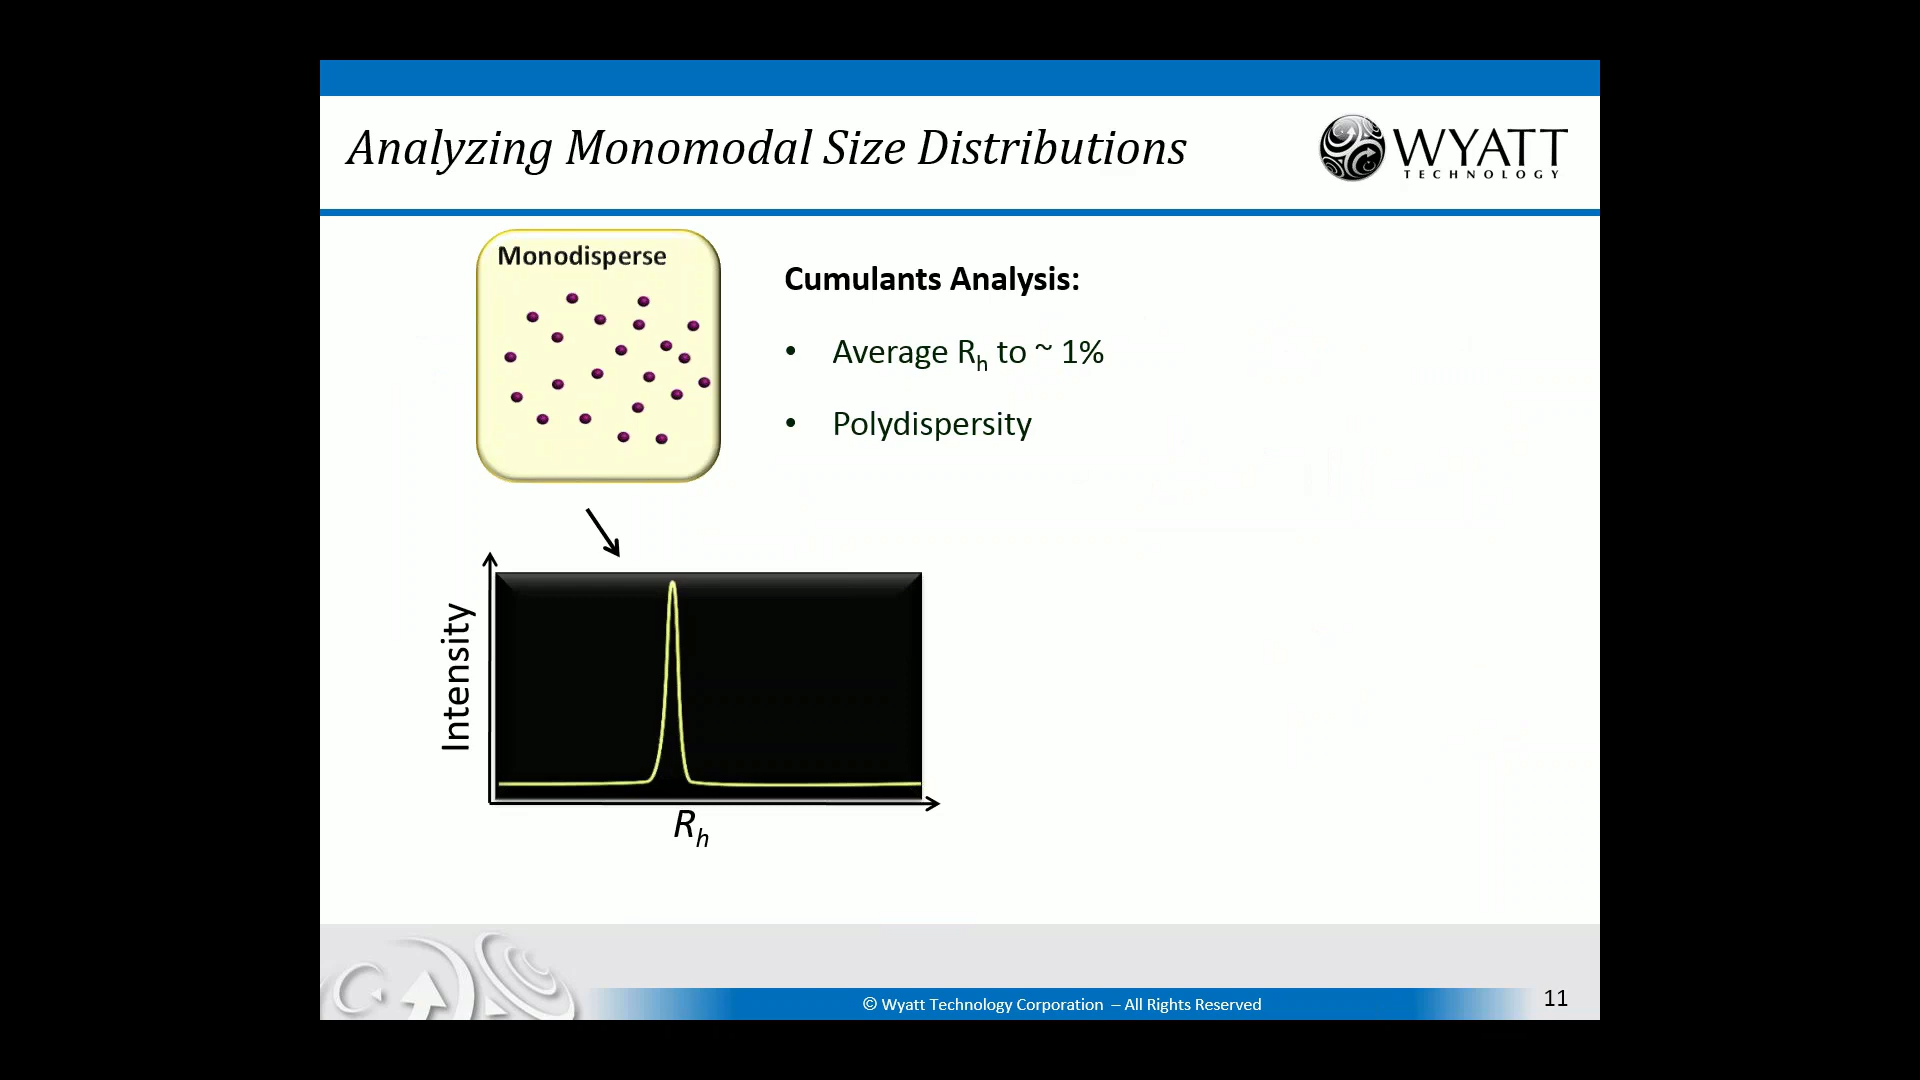 Analyzing Monomodal Size Distributions
WYATT
TECHNOLOGY
Monodisperse
Cumulants Analysis:
• Average Rh to ~ 1%
• Polydispersity
Intensity
Rh
© Wyatt Technology Corporation – All Rights Reserved
11